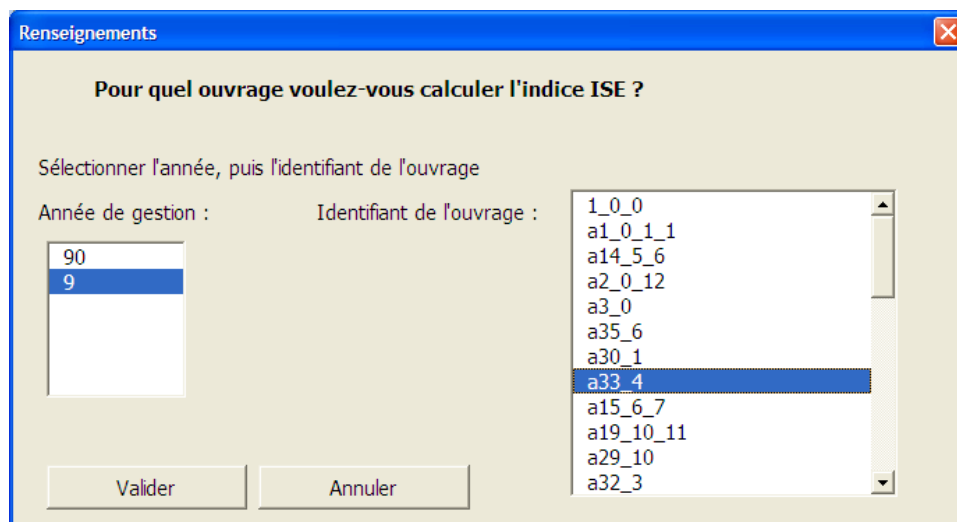 Renseignements
Pour quel ouvrage voulez-vous calculer l'indice ISE ?
Sélectionner l'année, puis l'identifiant de l'ouvrage
Année de gestion :
90
9
Identifiant de l'ouvrage :
1_0_0
a1_0_1_1
a14_5_6
a2_0_12
a3_0
a35_6
a30_1
a33_4
a15_6_7
a19_10_11
a29_10
a32_3
Valider
Annuler